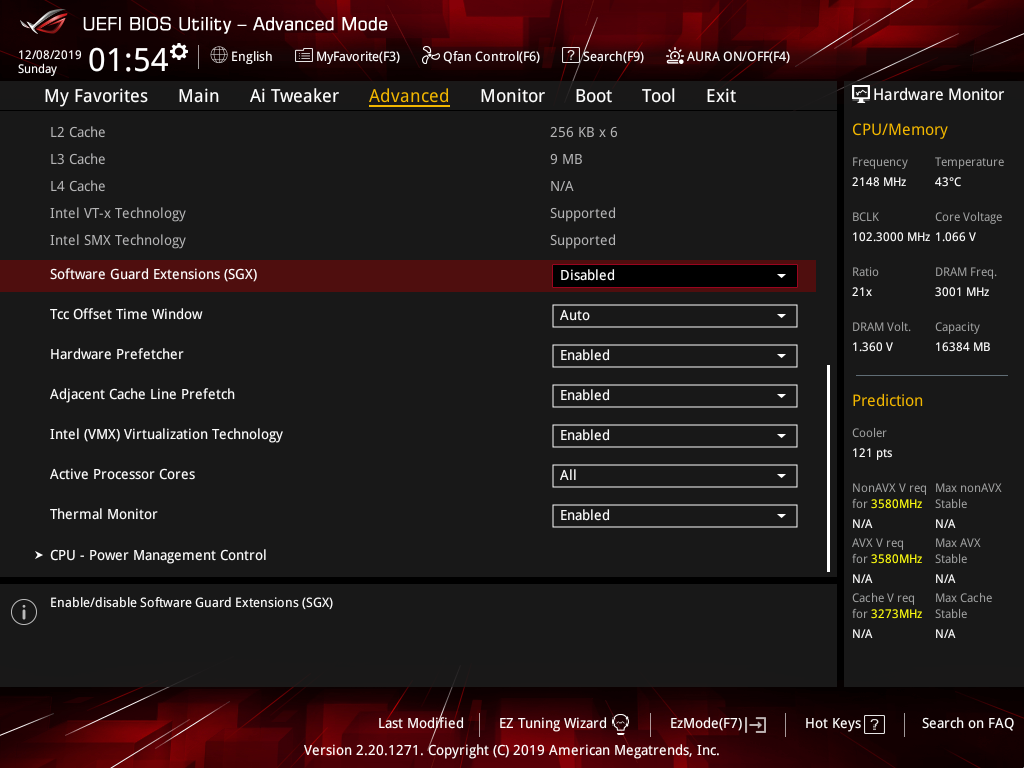 UEFI BIOS Utility – Advanced Mode
12/08/2019
Sunday
01:54
English
MyFavorite(F3)
Qfan Control(F6)
? Search(F9)
AURA ON/OFF(F4)
My Favorites Main Ai Tweaker Advanced Monitor Boot Tool Exit
L2 Cache 256 KB x 6
L3 Cache 9 MB
L4 Cache N/A
Intel VT-x Technology Supported
Intel SMX Technology Supported
Software Guard Extensions (SGX) Disabled
Tcc Offset Time Window Auto
Hardware Prefetcher Enabled
Adjacent Cache Line Prefetch Enabled
Intel (VMX) Virtualization Technology Enabled
Active Processor Cores All
Thermal Monitor Enabled
CPU - Power Management Control
i Enable/disable Software Guard Extensions (SGX)
Hardware Monitor
CPU/Memory
Frequency Temperature
2148 MHz 43°C
BCLK Core Voltage
102.3000 MHz 1.066 V
Ratio DRAM Freq.
21x 3001 MHz
DRAM Volt. Capacity
1.360 V 16384 MB
Prediction
Cooler
121 pts
NonAVX V req Max nonAVX
for 3580MHz Stable
N/A N/A
AVX V req Max AVX
for 3580MHz Stable
N/A N/A
Cache V req Max Cache
for 3273MHz Stable
N/A N/A
Last Modified EZ Tuning Wizard EzMode(F7) Hot Keys ? Search on FAQ
Version 2.20.1271. Copyright (C) 2019 American Megatrends, Inc.